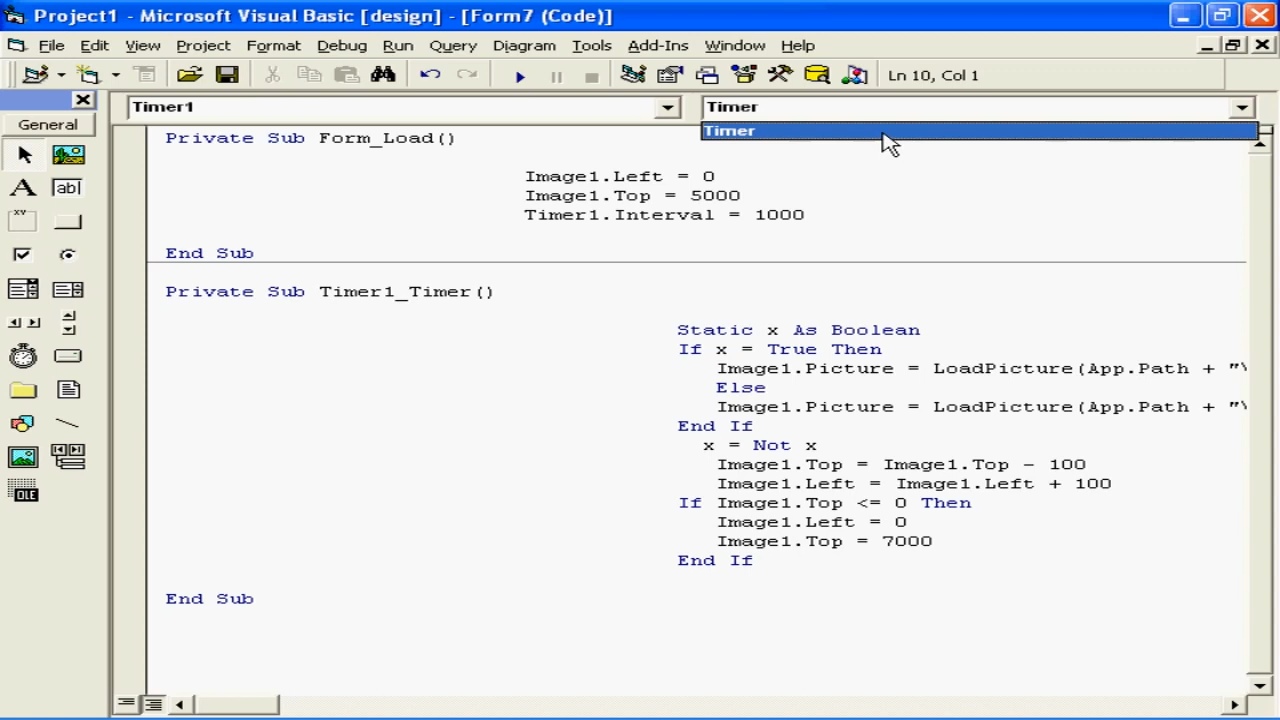 Project1 - Microsoft Visual Basic [design] - [Form7 (Code)]
File Edit View Project Format Debug Run Query Diagram Tools Add-Ins Window Help
Ln 10, Col 1
General
Timer1
Timer
Timer
A
ab|
XY
OLE
Private Sub Form_Load()
Image1.Left = 0
Image1.Top = 5000
Timer1.Interval = 1000
End Sub
Private Sub Timer1_Timer()
Static x As Boolean
If x = True Then
Image1.Picture = LoadPicture(App.Path + "\
Else
Image1.Picture = LoadPicture(App.Path + "\
End If
x = Not x
Image1.Top = Image1.Top - 100
Image1.Left = Image1.Left + 100
If Image1.Top <= 0 Then
Image1.Left = 0
Image1.Top = 7000
End If
End Sub